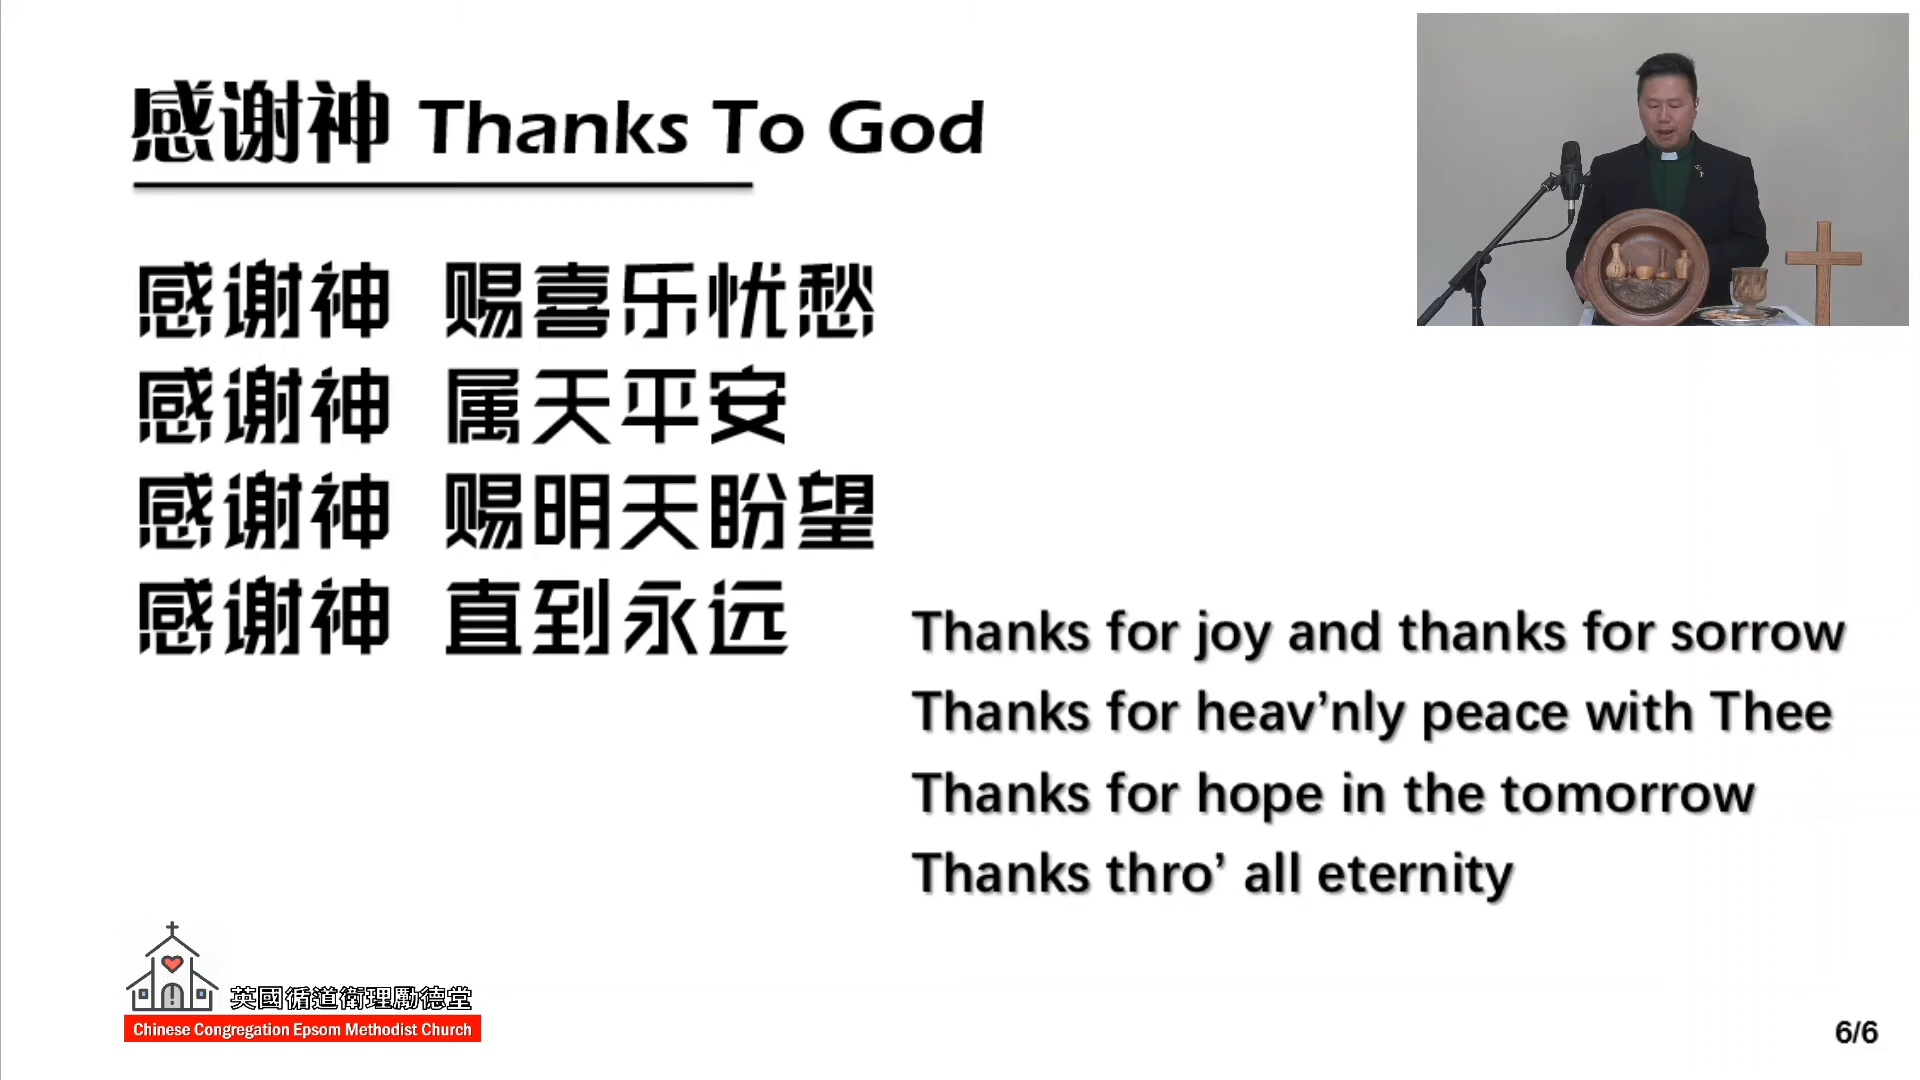 感谢神 Thanks To God
感谢神 赐喜乐忧愁
感谢神 属天平安
感谢神 赐明天盼望
感谢神 直到永远
Thanks for joy and thanks for sorrow
Thanks for heav’nly peace with Thee
Thanks for hope in the tomorrow
Thanks thro’ all eternity
英國循道衛理勵德堂
Chinese Congregation Epsom Methodist Church
6/6